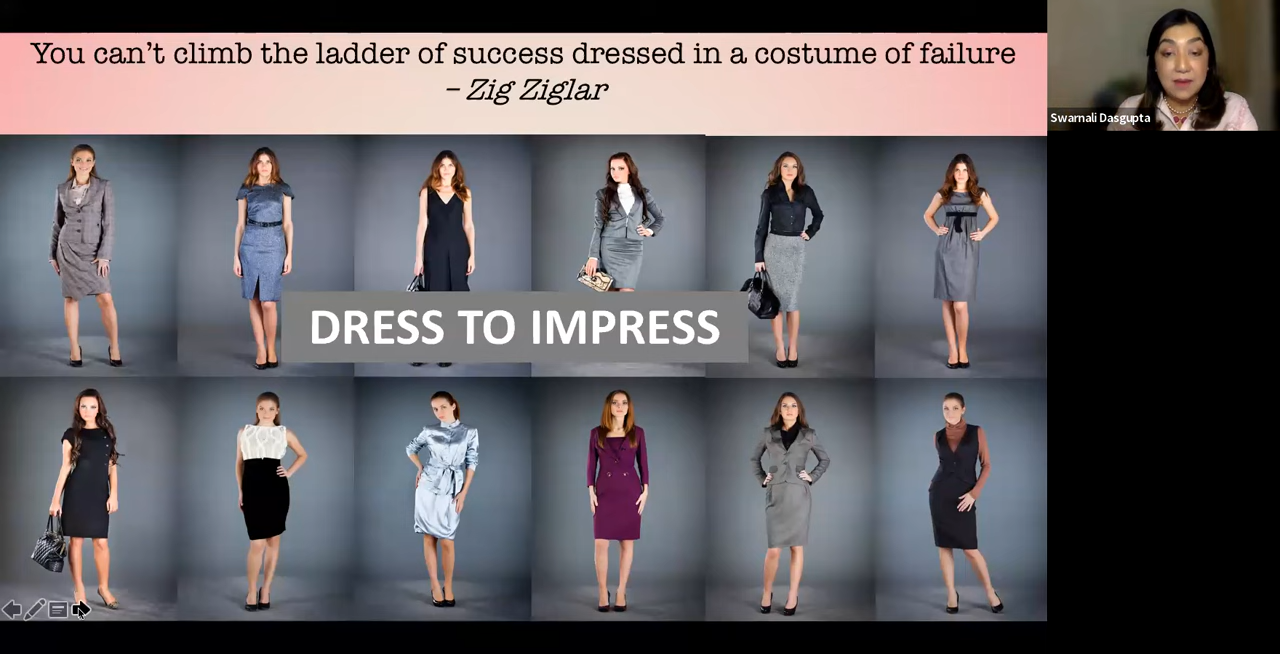 You can't climb the ladder of success dressed in a costume of failure
– Zig Ziglar
Swarnali Dasgupta
DRESS TO IMPRESS